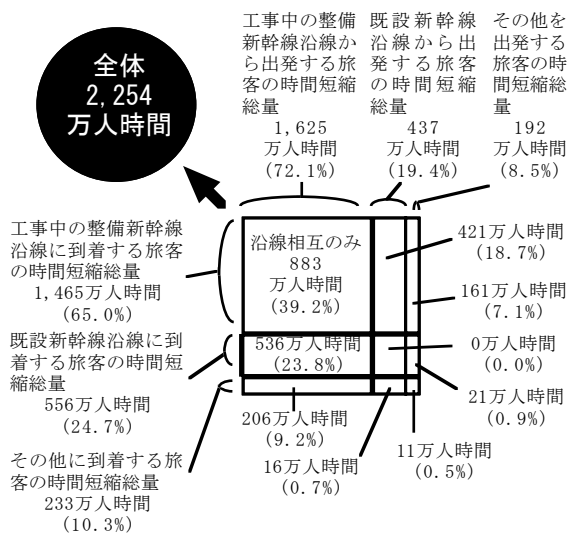 全体
2,254
万人時間
工事中の整備
新幹線沿線か
ら出発する旅
客の時間短縮
総量
1,625
万人時間
(72.1%)
既設新幹線
沿線から出
発する旅客
の時間短縮
総量
437
万人時間
(19.4%)
その他を
出発する
旅客の時
間短縮総
量
192
万人時間
(8.5%)
工事中の整備新幹線
沿線に到着する旅客
の時間短縮総量
1,465万人時間
(65.0%)
沿線相互のみ
883
万人時間
(39.2%)
421万人時間
(18.7%)
161万人時間
(7.1%)
既設新幹線沿線に到
着する旅客の時間短
縮総量
556万人時間
(24.7%)
536万人時間
(23.8%)
0万人時間
(0.0%)
21万人時間
(0.9%)
その他に到着する旅
客の時間短縮総量
233万人時間
(10.3%)
206万人時間
(9.2%)
16万人時間
(0.7%)
11万人時間
(0.5%)